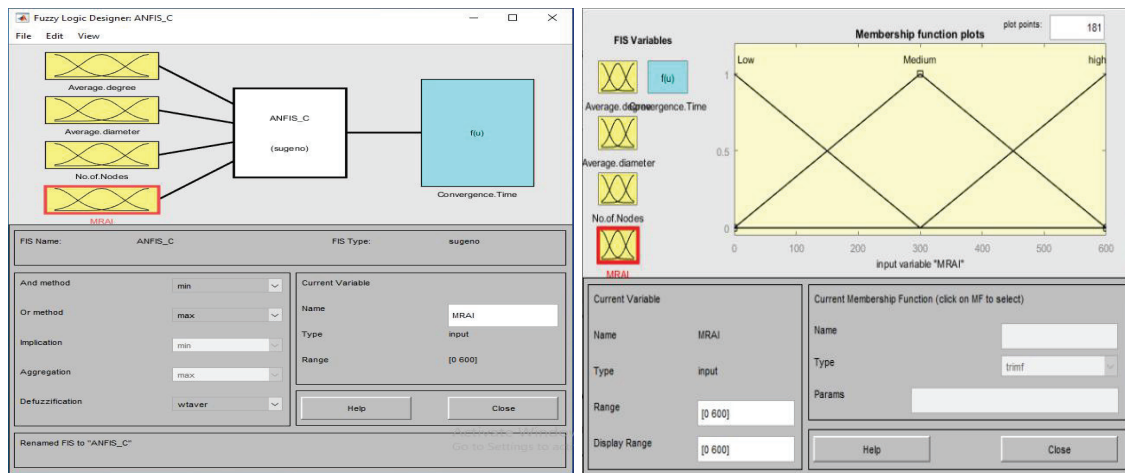 Fuzzy Logic Designer: ANFIS_C
File Edit View
Average.degree
Average.diameter
No.of.Nodes
MRAI
ANFIS_C
(sugeno)
f(u)
Convergence.Time
FIS Name: ANFIS_C FIS Type: sugeno
And method min
Or method max
Implication min
Aggregation max
Defuzzification wtaver
Current Variable
Name MRAI
Type input
Range [0 600]
Help Close
Renamed FIS to "ANFIS_C"
FIS Variables
f(u)
Average.degree
Convergence.Time
Average.diameter
No.of.Nodes
MRAI
Membership function plots
plot points: 181
Low Medium high
1
0.5
0
0 100 200 300 400 500 600
input variable "MRAI"
Current Variable
Name MRAI
Type input
Range [0 600]
Display Range [0 600]
Current Membership Function (click on MF to select)
Name
Type trimf
Params
Help Close